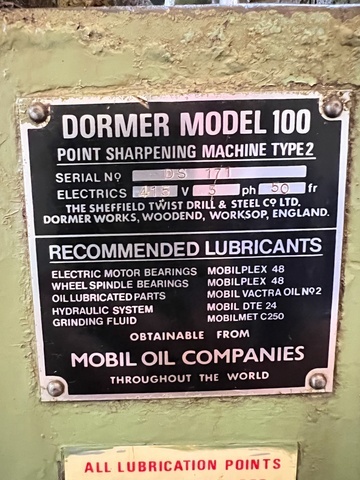 DORMER MODEL 100
POINT SHARPENING MACHINE TYPE 2
SERIAL Nº DS 171
ELECTRICS 415 V 3 ph 50 fr
THE SHEFFIELD TWIST DRILL & STEEL Cº LTD,
DORMER WORKS, WOODEND, WORKSOP, ENGLAND.
RECOMMENDED LUBRICANTS
ELECTRIC MOTOR BEARINGS MOBILPLEX 48
WHEEL SPINDLE BEARINGS MOBILPLEX 48
OIL LUBRICATED PARTS MOBIL VACTRA OIL Nº2
HYDRAULIC SYSTEM MOBIL DTE 24
GRINDING FLUID MOBILMET C250
OBTAINABLE FROM
MOBIL OIL COMPANIES
THROUGHOUT THE WORLD
ALL LUBRICATION POINTS